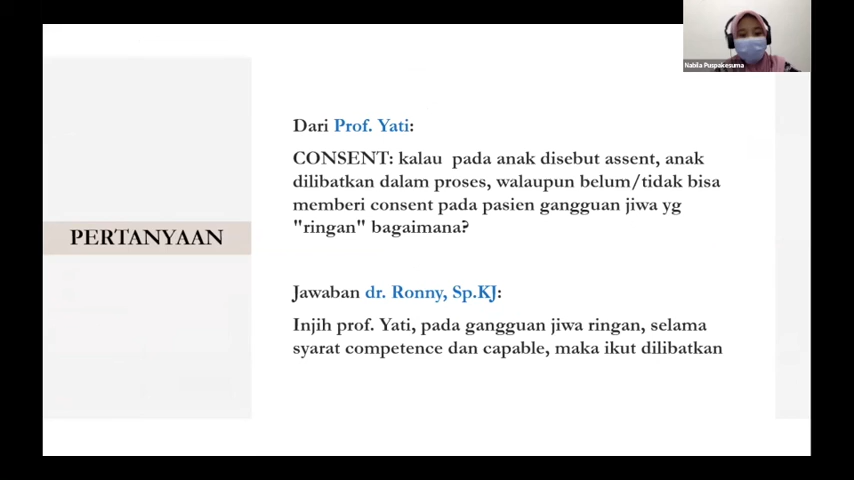 Nabila Puspakesuma
Dari Prof. Yati:
CONSENT: kalau pada anak disebut assent, anak
dilibatkan dalam proses, walaupun belum/tidak bisa
memberi consent pada pasien gangguan jiwa yg
"ringan" bagaimana?
PERTANYAAN
Jawaban dr. Ronny, Sp.KJ:
Injih prof. Yati, pada gangguan jiwa ringan, selama
syarat competence dan capable, maka ikut dilibatkan